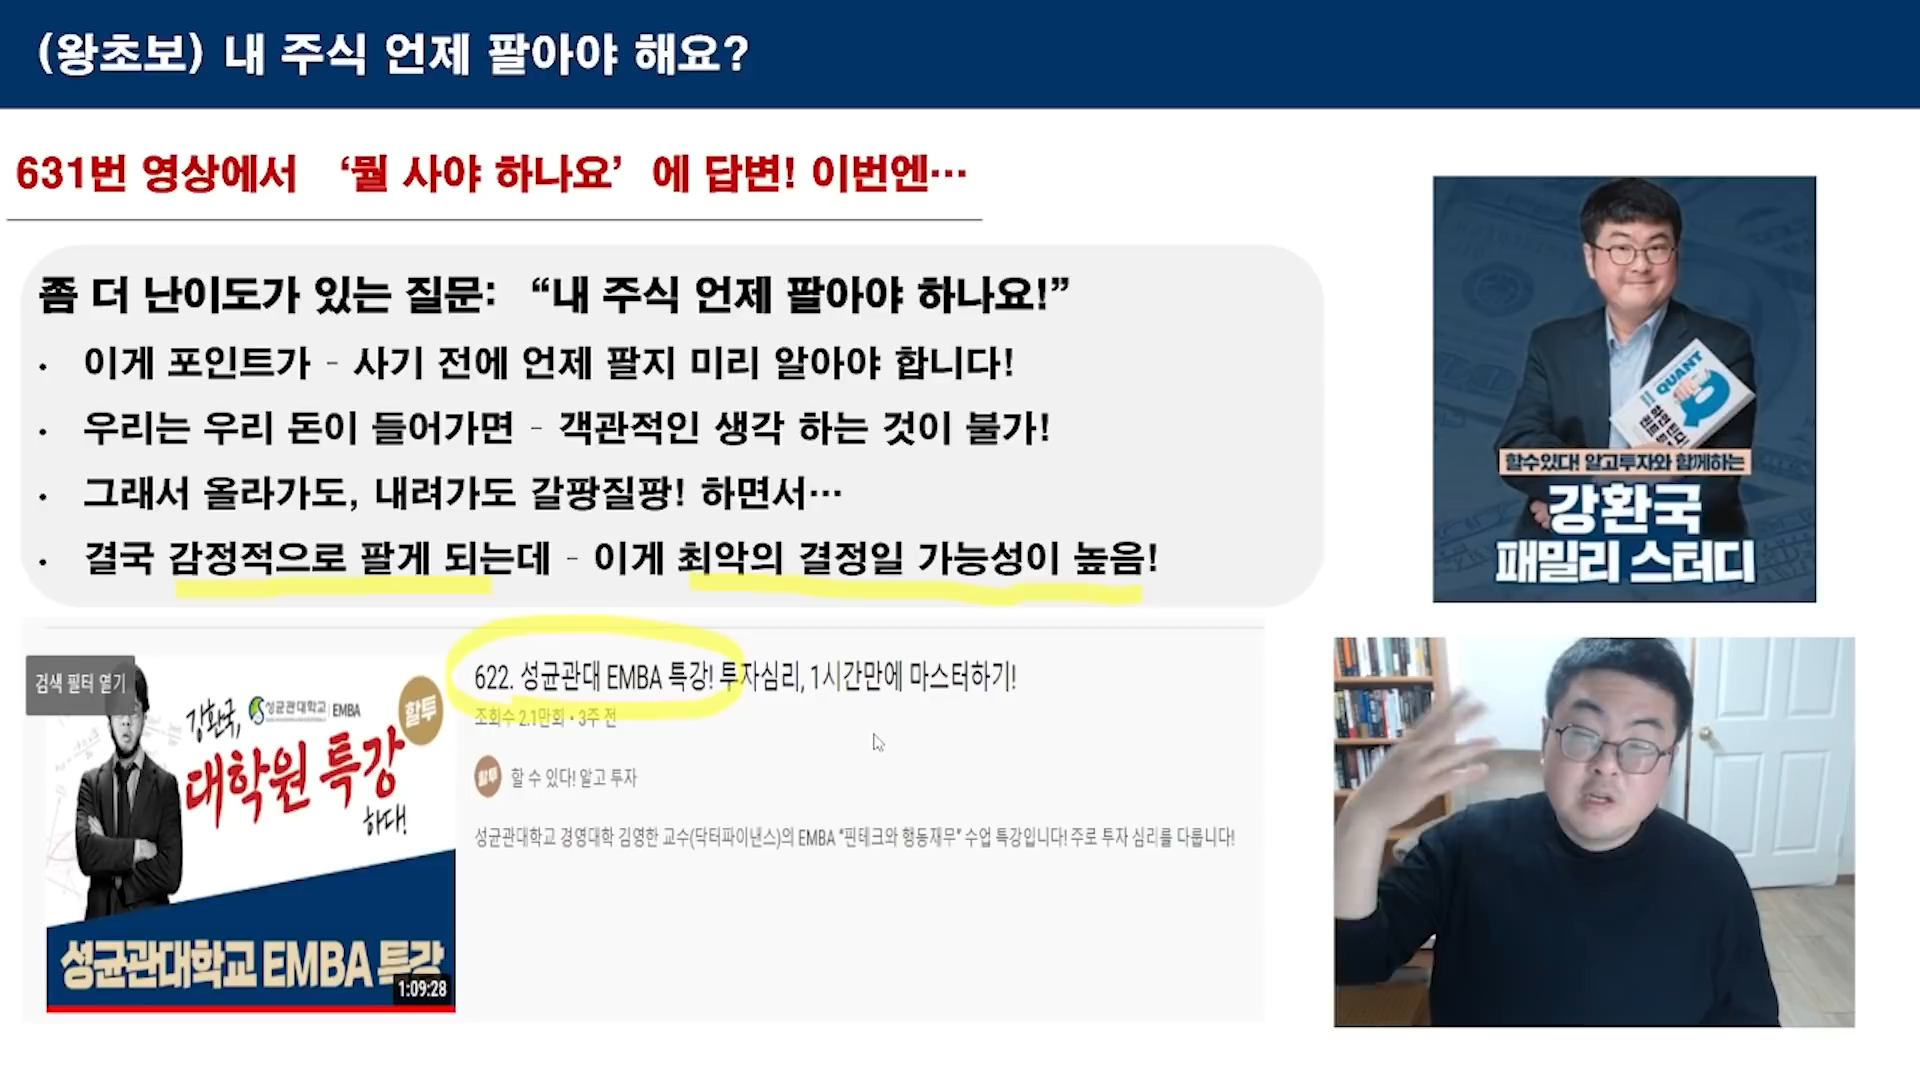 (왕초보) 내 주식 언제 팔아야 해요?
631번 영상에서 ‘뭘 사야 하나요’ 에 답변! 이번엔…
좀 더 난이도가 있는 질문: “내 주식 언제 팔아야 하나요!”
· 이게 포인트가 - 사기 전에 언제 팔지 미리 알아야 합니다!
· 우리는 우리 돈이 들어가면 - 객관적인 생각 하는 것이 불가!
· 그래서 올라가도, 내려가도 갈팡질팡! 하면서…
· 결국 감정적으로 팔게 되는데 - 이게 최악의 결정일 가능성이 높음!
QUANT
할수있다! 알고투자와 함께하는
강환국
패밀리 스터디
검색 필터 열기
강환국,
성균관대학교 EMBA
할투
대학원 특강
하다!
성균관대학교 EMBA 특강
1:09:28
622. 성균관대 EMBA 특강! 투자심리, 1시간만에 마스터하기!
조회수 2.1만회 • 3주 전
할투
할 수 있다! 알고 투자
성균관대학교 경영대학 김영한 교수(닥터파이낸스)의 EMBA “핀테크와 행동재무” 수업 특강입니다! 주로 투자 심리를 다룹니다!